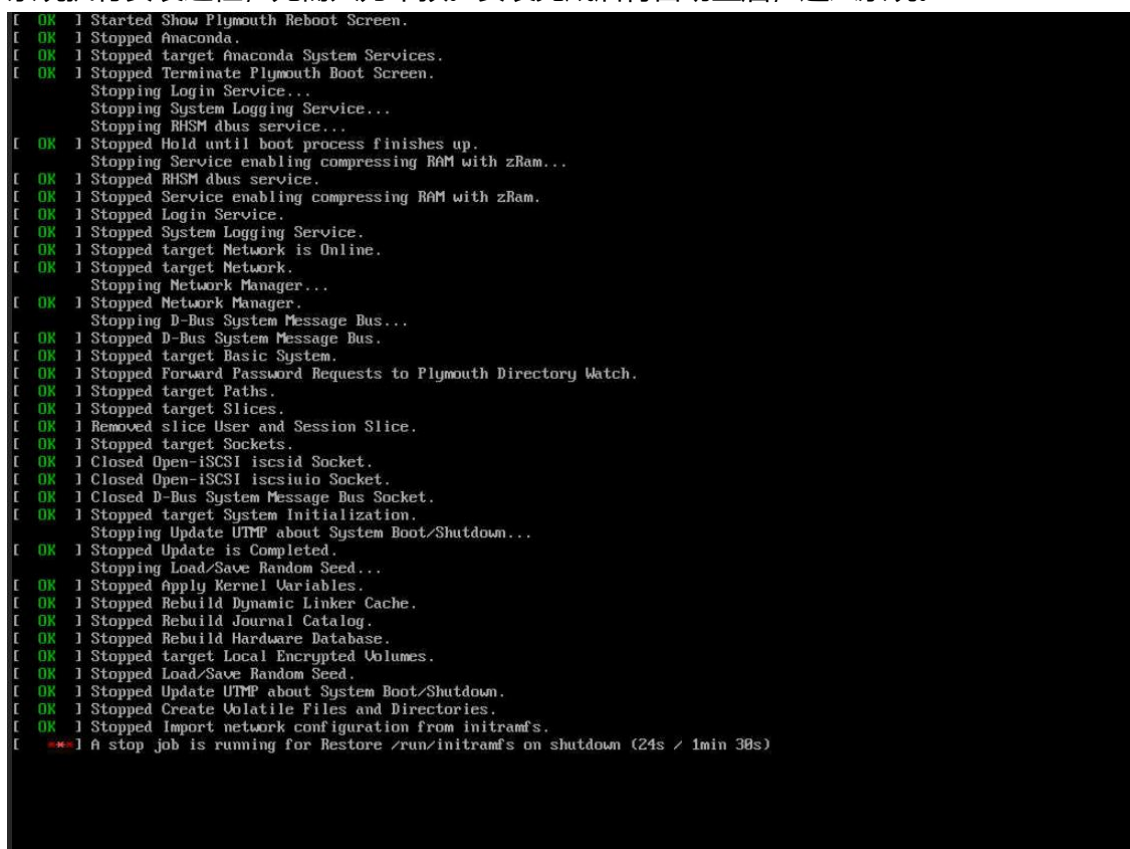 [  OK  ] Started Show Plymouth Reboot Screen.
[  OK  ] Stopped Anaconda.
[  OK  ] Stopped target Anaconda System Services.
[  OK  ] Stopped Terminate Plymouth Boot Screen.
Stopping Login Service...
Stopping System Logging Service...
Stopping RHSM dbus service...
[  OK  ] Stopped Hold until boot process finishes up.
Stopping Service enabling compressing RAM with zRam...
[  OK  ] Stopped RHSM dbus service.
[  OK  ] Stopped Service enabling compressing RAM with zRam.
[  OK  ] Stopped Login Service.
[  OK  ] Stopped System Logging Service.
[  OK  ] Stopped target Network is Online.
[  OK  ] Stopped target Network.
Stopping Network Manager...
[  OK  ] Stopped Network Manager.
Stopping D-Bus System Message Bus...
[  OK  ] Stopped D-Bus System Message Bus.
[  OK  ] Stopped target Basic System.
[  OK  ] Stopped Forward Password Requests to Plymouth Directory Watch.
[  OK  ] Stopped target Paths.
[  OK  ] Stopped target Slices.
[  OK  ] Removed slice User and Session Slice.
[  OK  ] Stopped target Sockets.
[  OK  ] Closed Open-iSCSI iscsid Socket.
[  OK  ] Closed Open-iSCSI iscsiuio Socket.
[  OK  ] Closed D-Bus System Message Bus Socket.
[  OK  ] Stopped target System Initialization.
Stopping Update UTMP about System Boot/Shutdown...
[  OK  ] Stopped Update is Completed.
Stopping Load/Save Random Seed...
[  OK  ] Stopped Apply Kernel Variables.
[  OK  ] Stopped Rebuild Dynamic Linker Cache.
[  OK  ] Stopped Rebuild Journal Catalog.
[  OK  ] Stopped Rebuild Hardware Database.
[  OK  ] Stopped target Local Encrypted Volumes.
[  OK  ] Stopped Load/Save Random Seed.
[  OK  ] Stopped Update UTMP about System Boot/Shutdown.
[  OK  ] Stopped Create Volatile Files and Directories.
[  OK  ] Stopped Import network configuration from initramfs.
[  ***] A stop job is running for Restore /run/initramfs on shutdown (24s / 1min 30s)